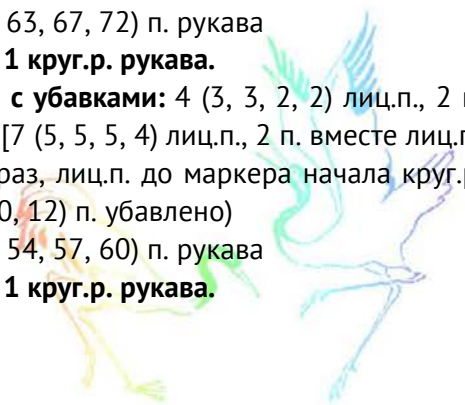 63, 67, 72) п. рукава
1 круг.р. рукава.
с убавками: 4 (3, 3, 2, 2) лиц.п., 2
[7 (5, 5, 5, 4) лиц.п., 2 п. вместе лиц.п
раз, лиц.п. до маркера начала круг.р
0, 12) п. убавлено)
54, 57, 60) п. рукава
1 круг.р. рукава.